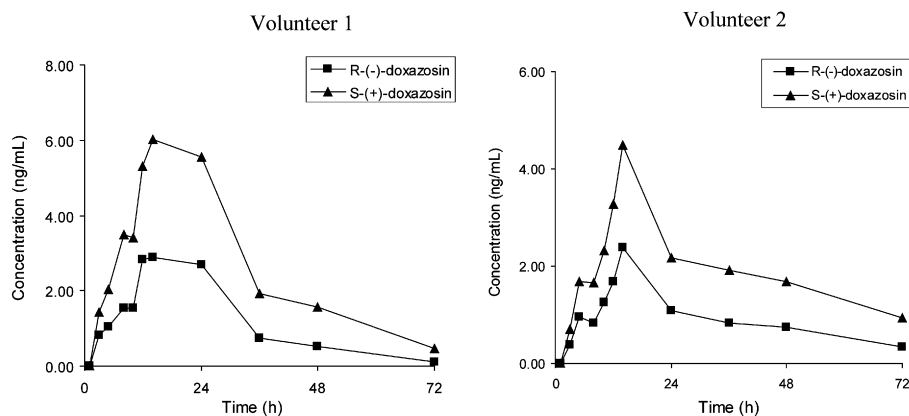 Volunteer 1
8.00
6.00
4.00
2.00
0.00
Concentration (ng/mL)
R-(-)-doxazosin
S-(+)-doxazosin
0
24
48
72
Time (h)
Volunteer 2
6.00
4.00
2.00
0.00
Concentration (ng/mL)
R-(-)-doxazosin
S-(+)-doxazosin
0
24
48
72
Time (h)